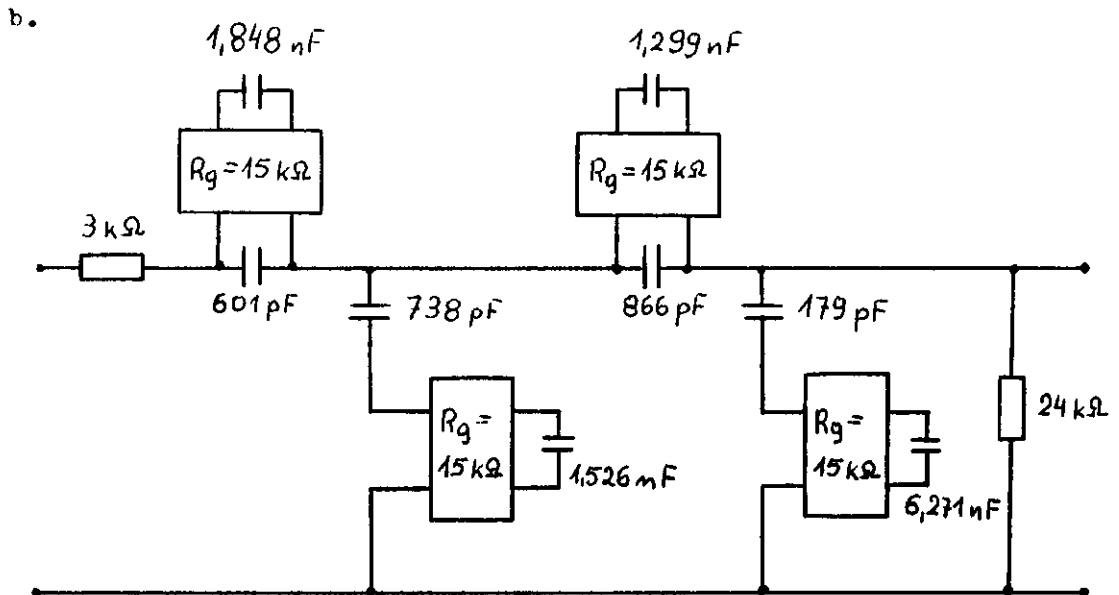 b.
1,848 nF
1,299 nF
Rg = 15 kΩ
Rg = 15 kΩ
3 kΩ
601 pF
738 pF
866 pF
179 pF
Rg =
15 kΩ
1,526 nF
Rg =
15 kΩ
6,271 nF
24 kΩ